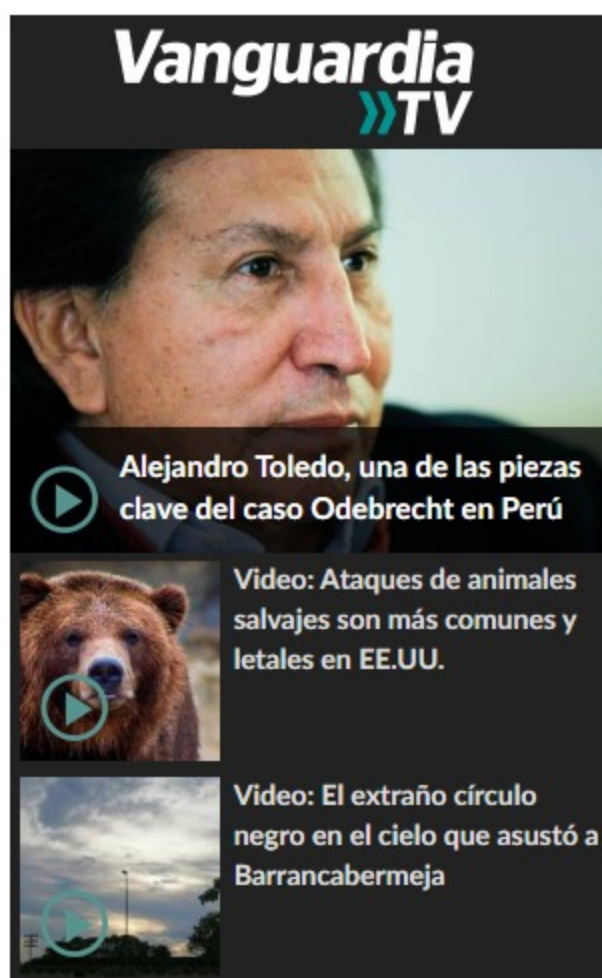 Vanguardia
TV
Alejandro Toledo, una de las piezas
clave del caso Odebrecht en Perú
Video: Ataques de animales
salvajes son más comunes y
letales en EE.UU.
Video: El extraño círculo
negro en el cielo que asustó a
Barrancabermeja